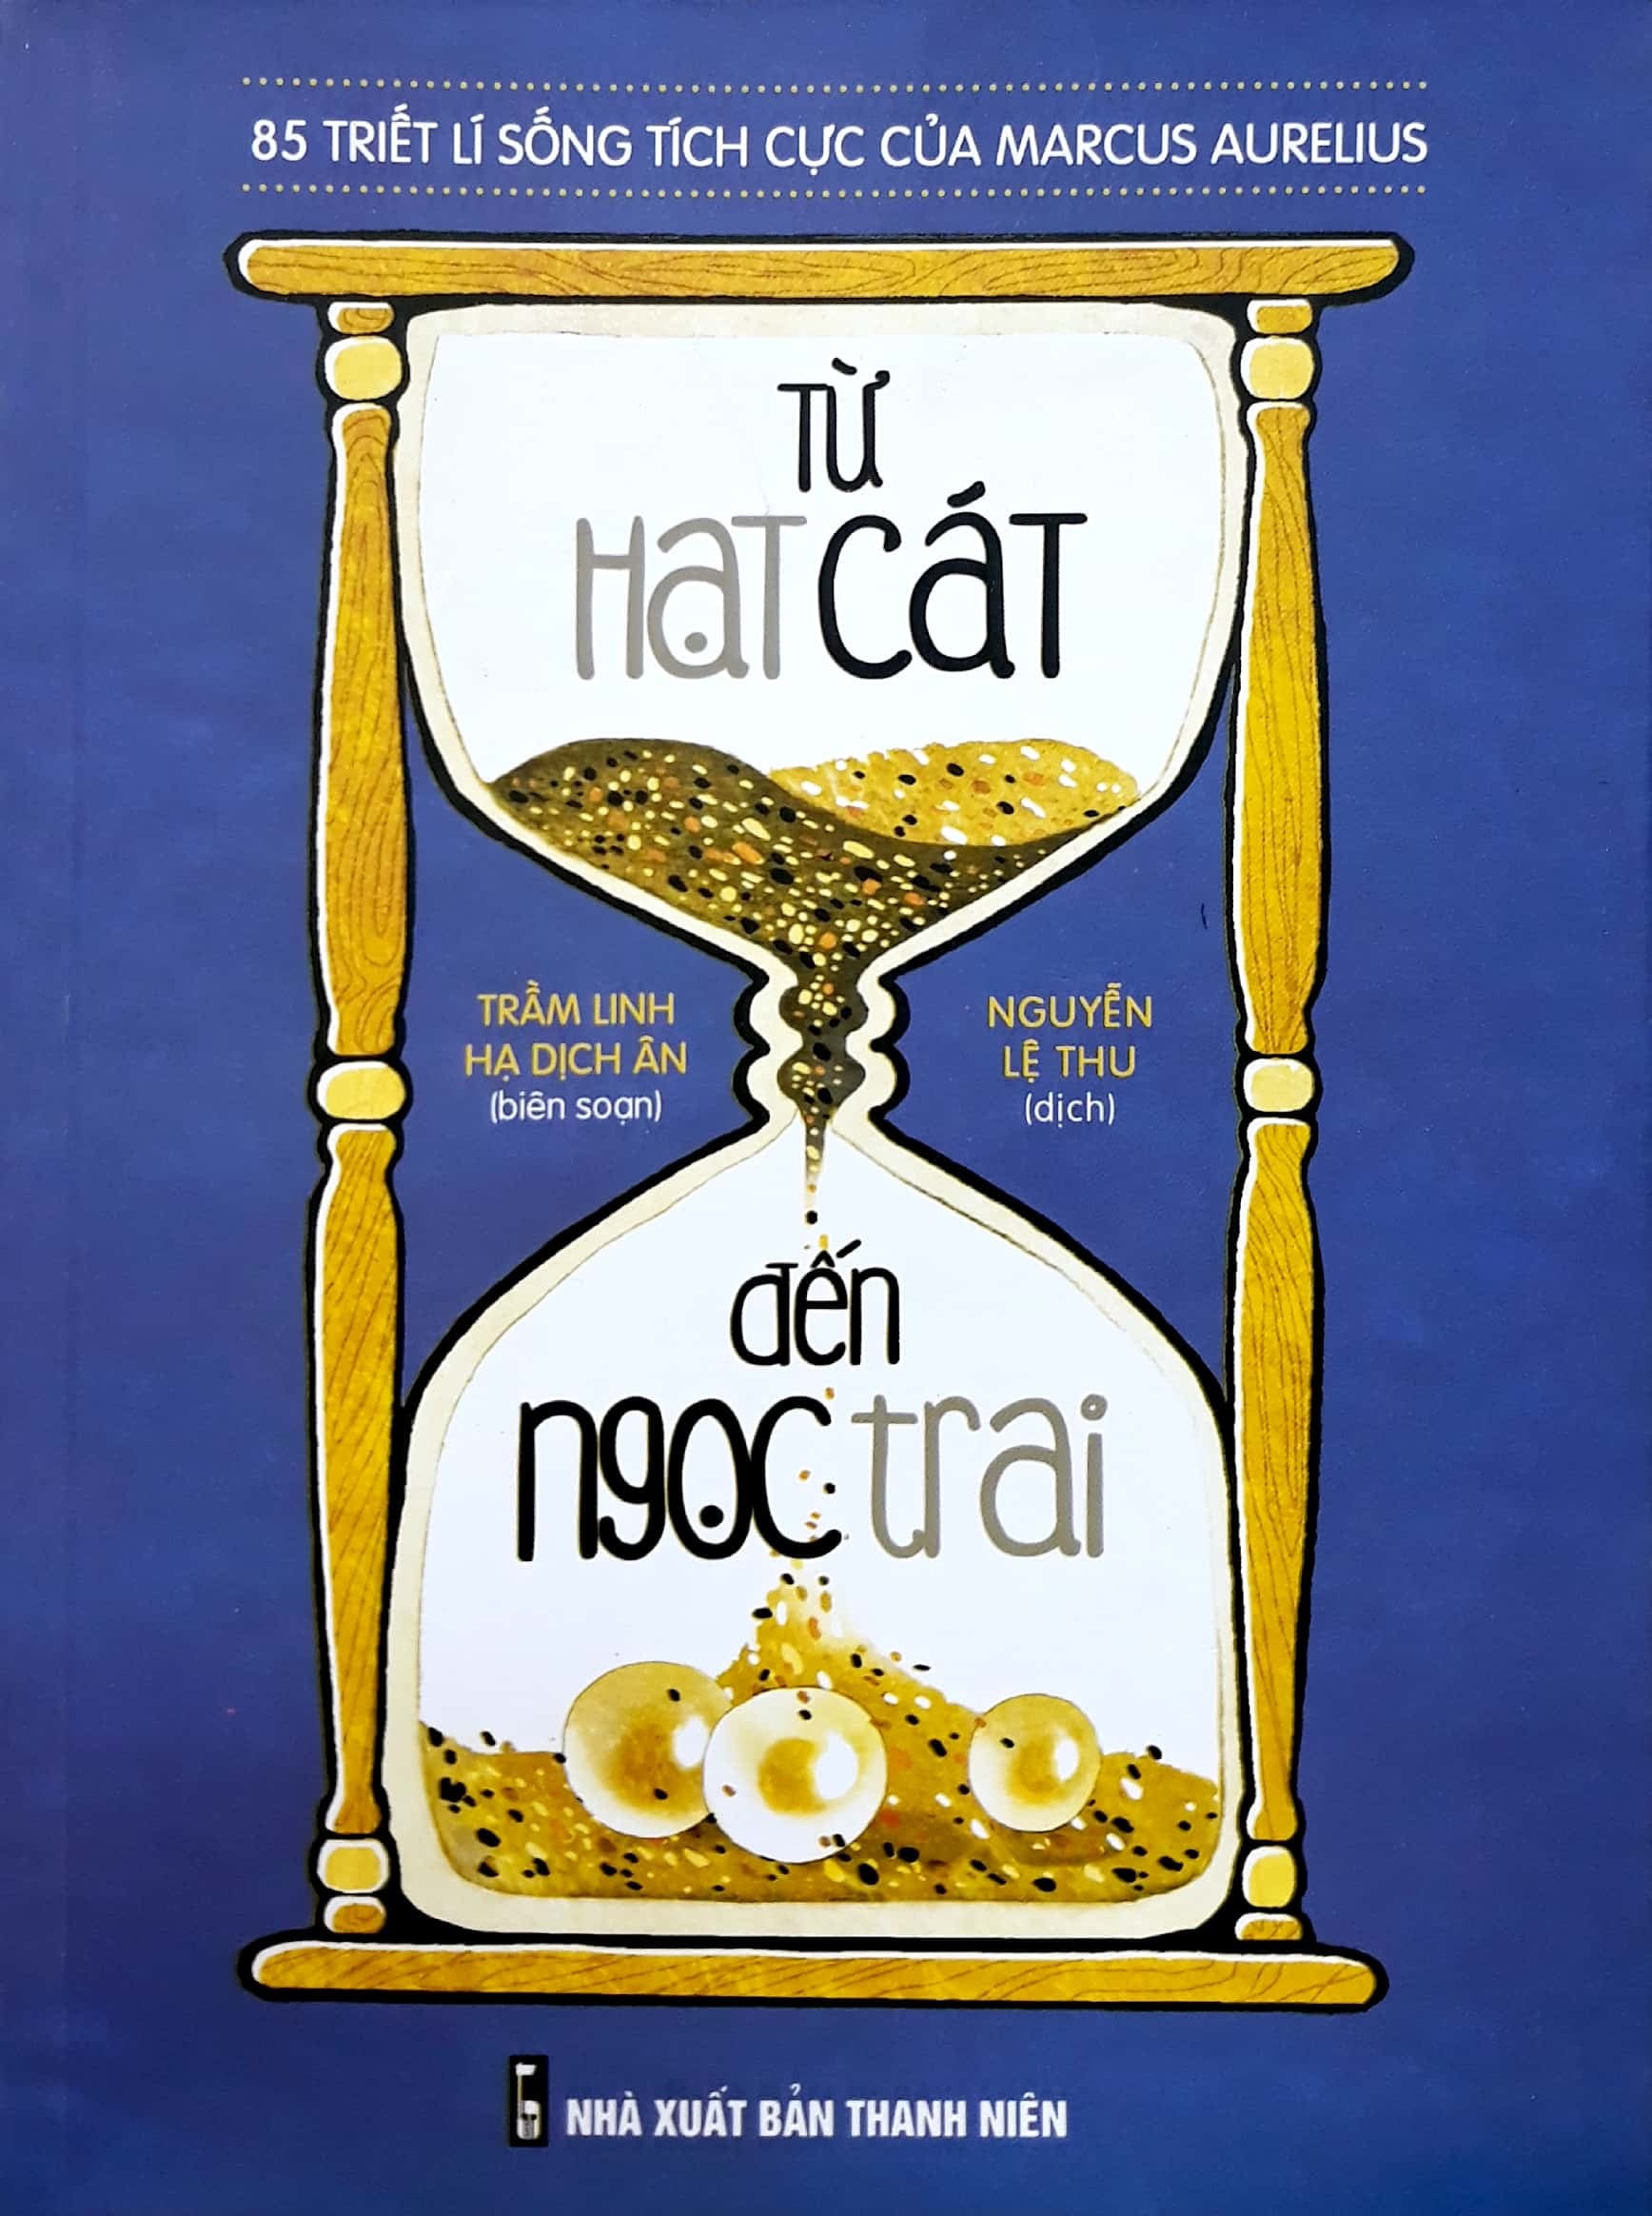 85 TRIẾT LÍ SỐNG TÍCH CỰC CỦA MARCUS AURELIUS
TỪ
HẠT CÁT
TRẦM LINH
HẠ DỊCH ÂN
(biên soạn)
NGUYỄN
LỆ THU
(dịch)
đến
ngọc trai
NHÀ XUẤT BẢN THANH NIÊN